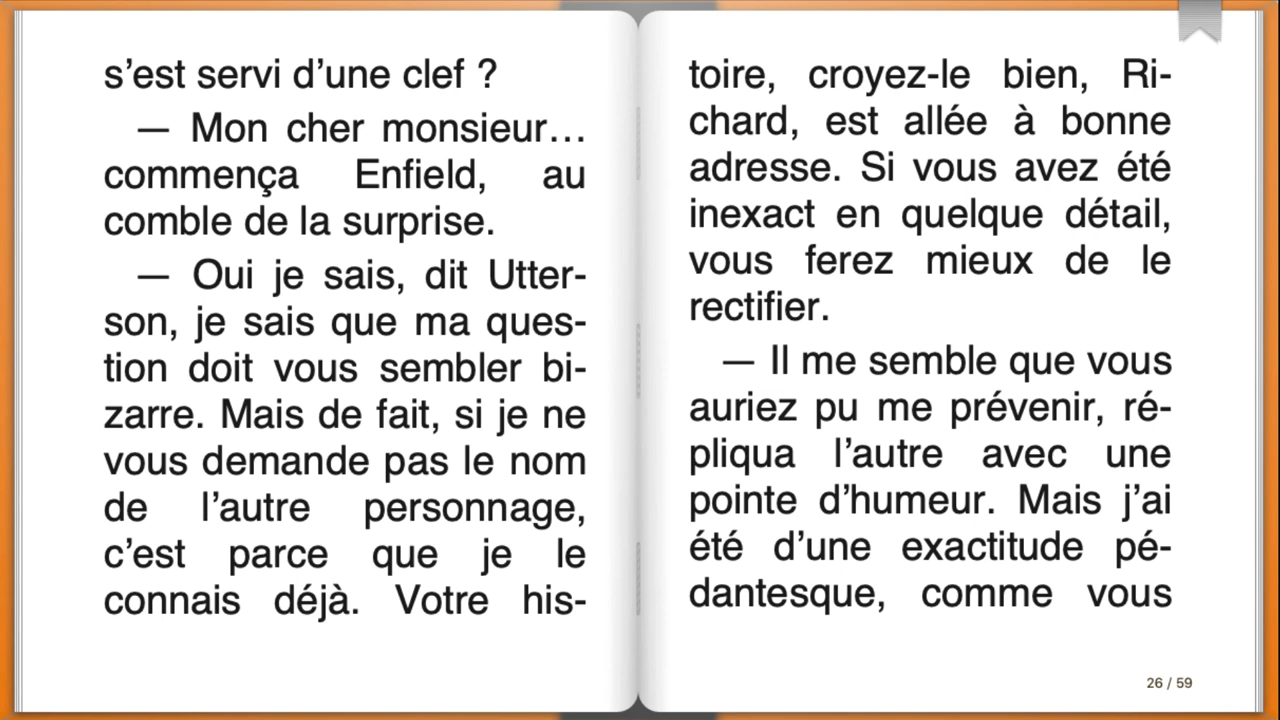 s’est servi d’une clef ?
— Mon cher monsieur…
commença Enfield, au
comble de la surprise.
— Oui je sais, dit Utter-
son, je sais que ma ques-
tion doit vous sembler bi-
zarre. Mais de fait, si je ne
vous demande pas le nom
de l’autre personnage,
c’est parce que je le
connais déjà. Votre his-
toire, croyez-le bien, Ri-
chard, est allée à bonne
adresse. Si vous avez été
inexact en quelque détail,
vous ferez mieux de le
rectifier.
— Il me semble que vous
auriez pu me prévenir, ré-
pliqua l’autre avec une
pointe d’humeur. Mais j’ai
été d’une exactitude pé-
dantesque, comme vous
26 / 59